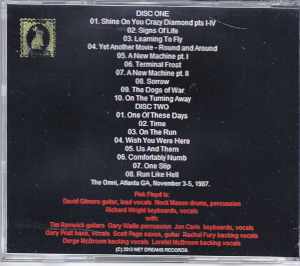 DISC ONE
01. Shine On You Crazy Diamond pts I-IV
02. Signs Of Life
03. Learning To Fly
04. Yet Another Movie - Round and Around
05. A New Machine pt. I
06. Terminal Frost
07. A New Machine pt. II
08. Sorrow
09. The Dogs of War
10. On The Turning Away
DISC TWO
01. One Of These Days
02. Time
03. On The Run
04. Wish You Were Here
05. Us And Them
06. Comfortably Numb
07. One Slip
08. Run Like Hell
The Omni, Atlanta GA, November 3-5, 1987.
Pink Floyd is:
David Gilmore guitar, lead vocals Nick Mason drums, percussion
Richard Wright keyboards, vocals
with:
Tim Renwick guitars Gary Wallis percussion Jon Carin keyboards, vocals
Guy Pratt bass, vocals Scott Page saxes, guitar Rachel Fury backing vocals
Durga McBroom backing vocals Lorelei McBroom backing vocals
(C) 2013 NET DREAMS RECORDS